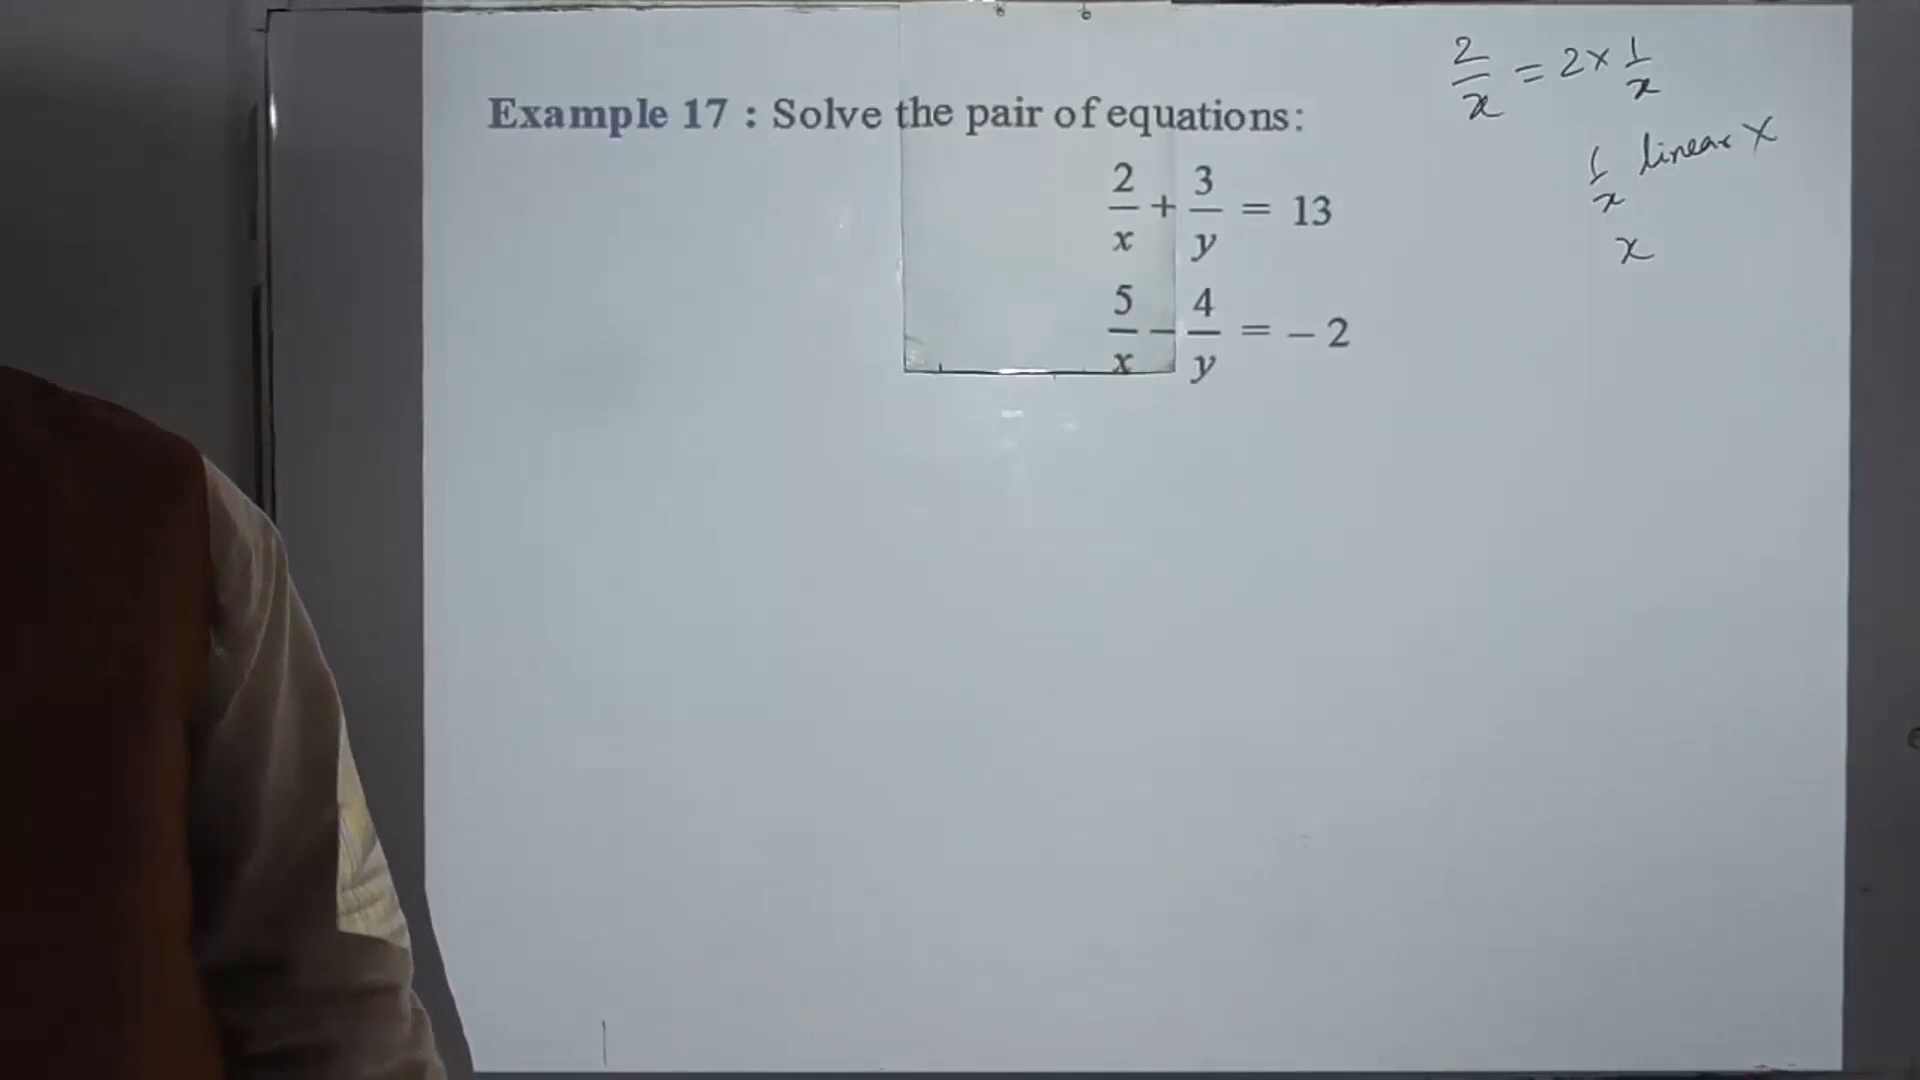 Example 17 : Solve the pair of equations:
2/x + 3/y = 13
5/x − 4/y = − 2
2/x = 2 × 1/x
1/x linear X
x